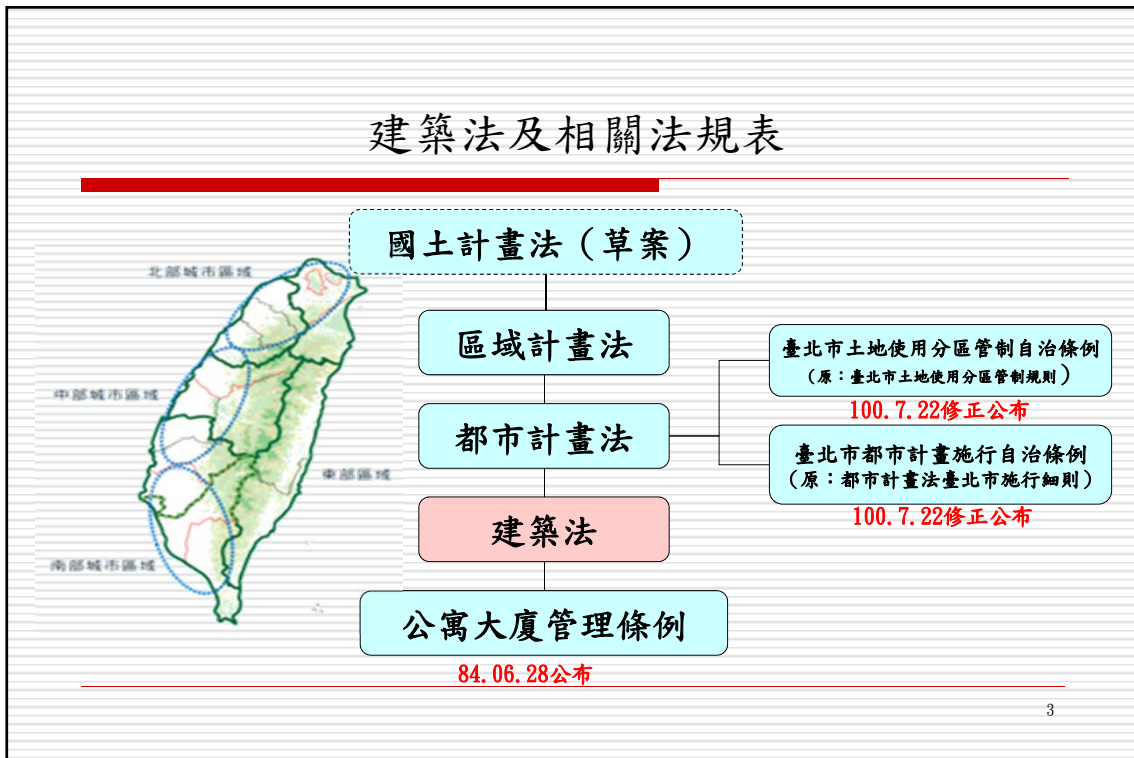 建築法及相關法規表
國土計畫法（草案）
北部城市區域
區域計畫法
臺北市土地使用分區管制自治條例
（原：臺北市土地使用分區管制規則）
100.7.22修正公布
中部城市區域
都市計畫法
臺北市都市計畫施行自治條例
（原：都市計畫法臺北市施行細則）
100.7.22修正公布
東部區域
建築法
南部城市區域
公寓大廈管理條例
84.06.28公布
3